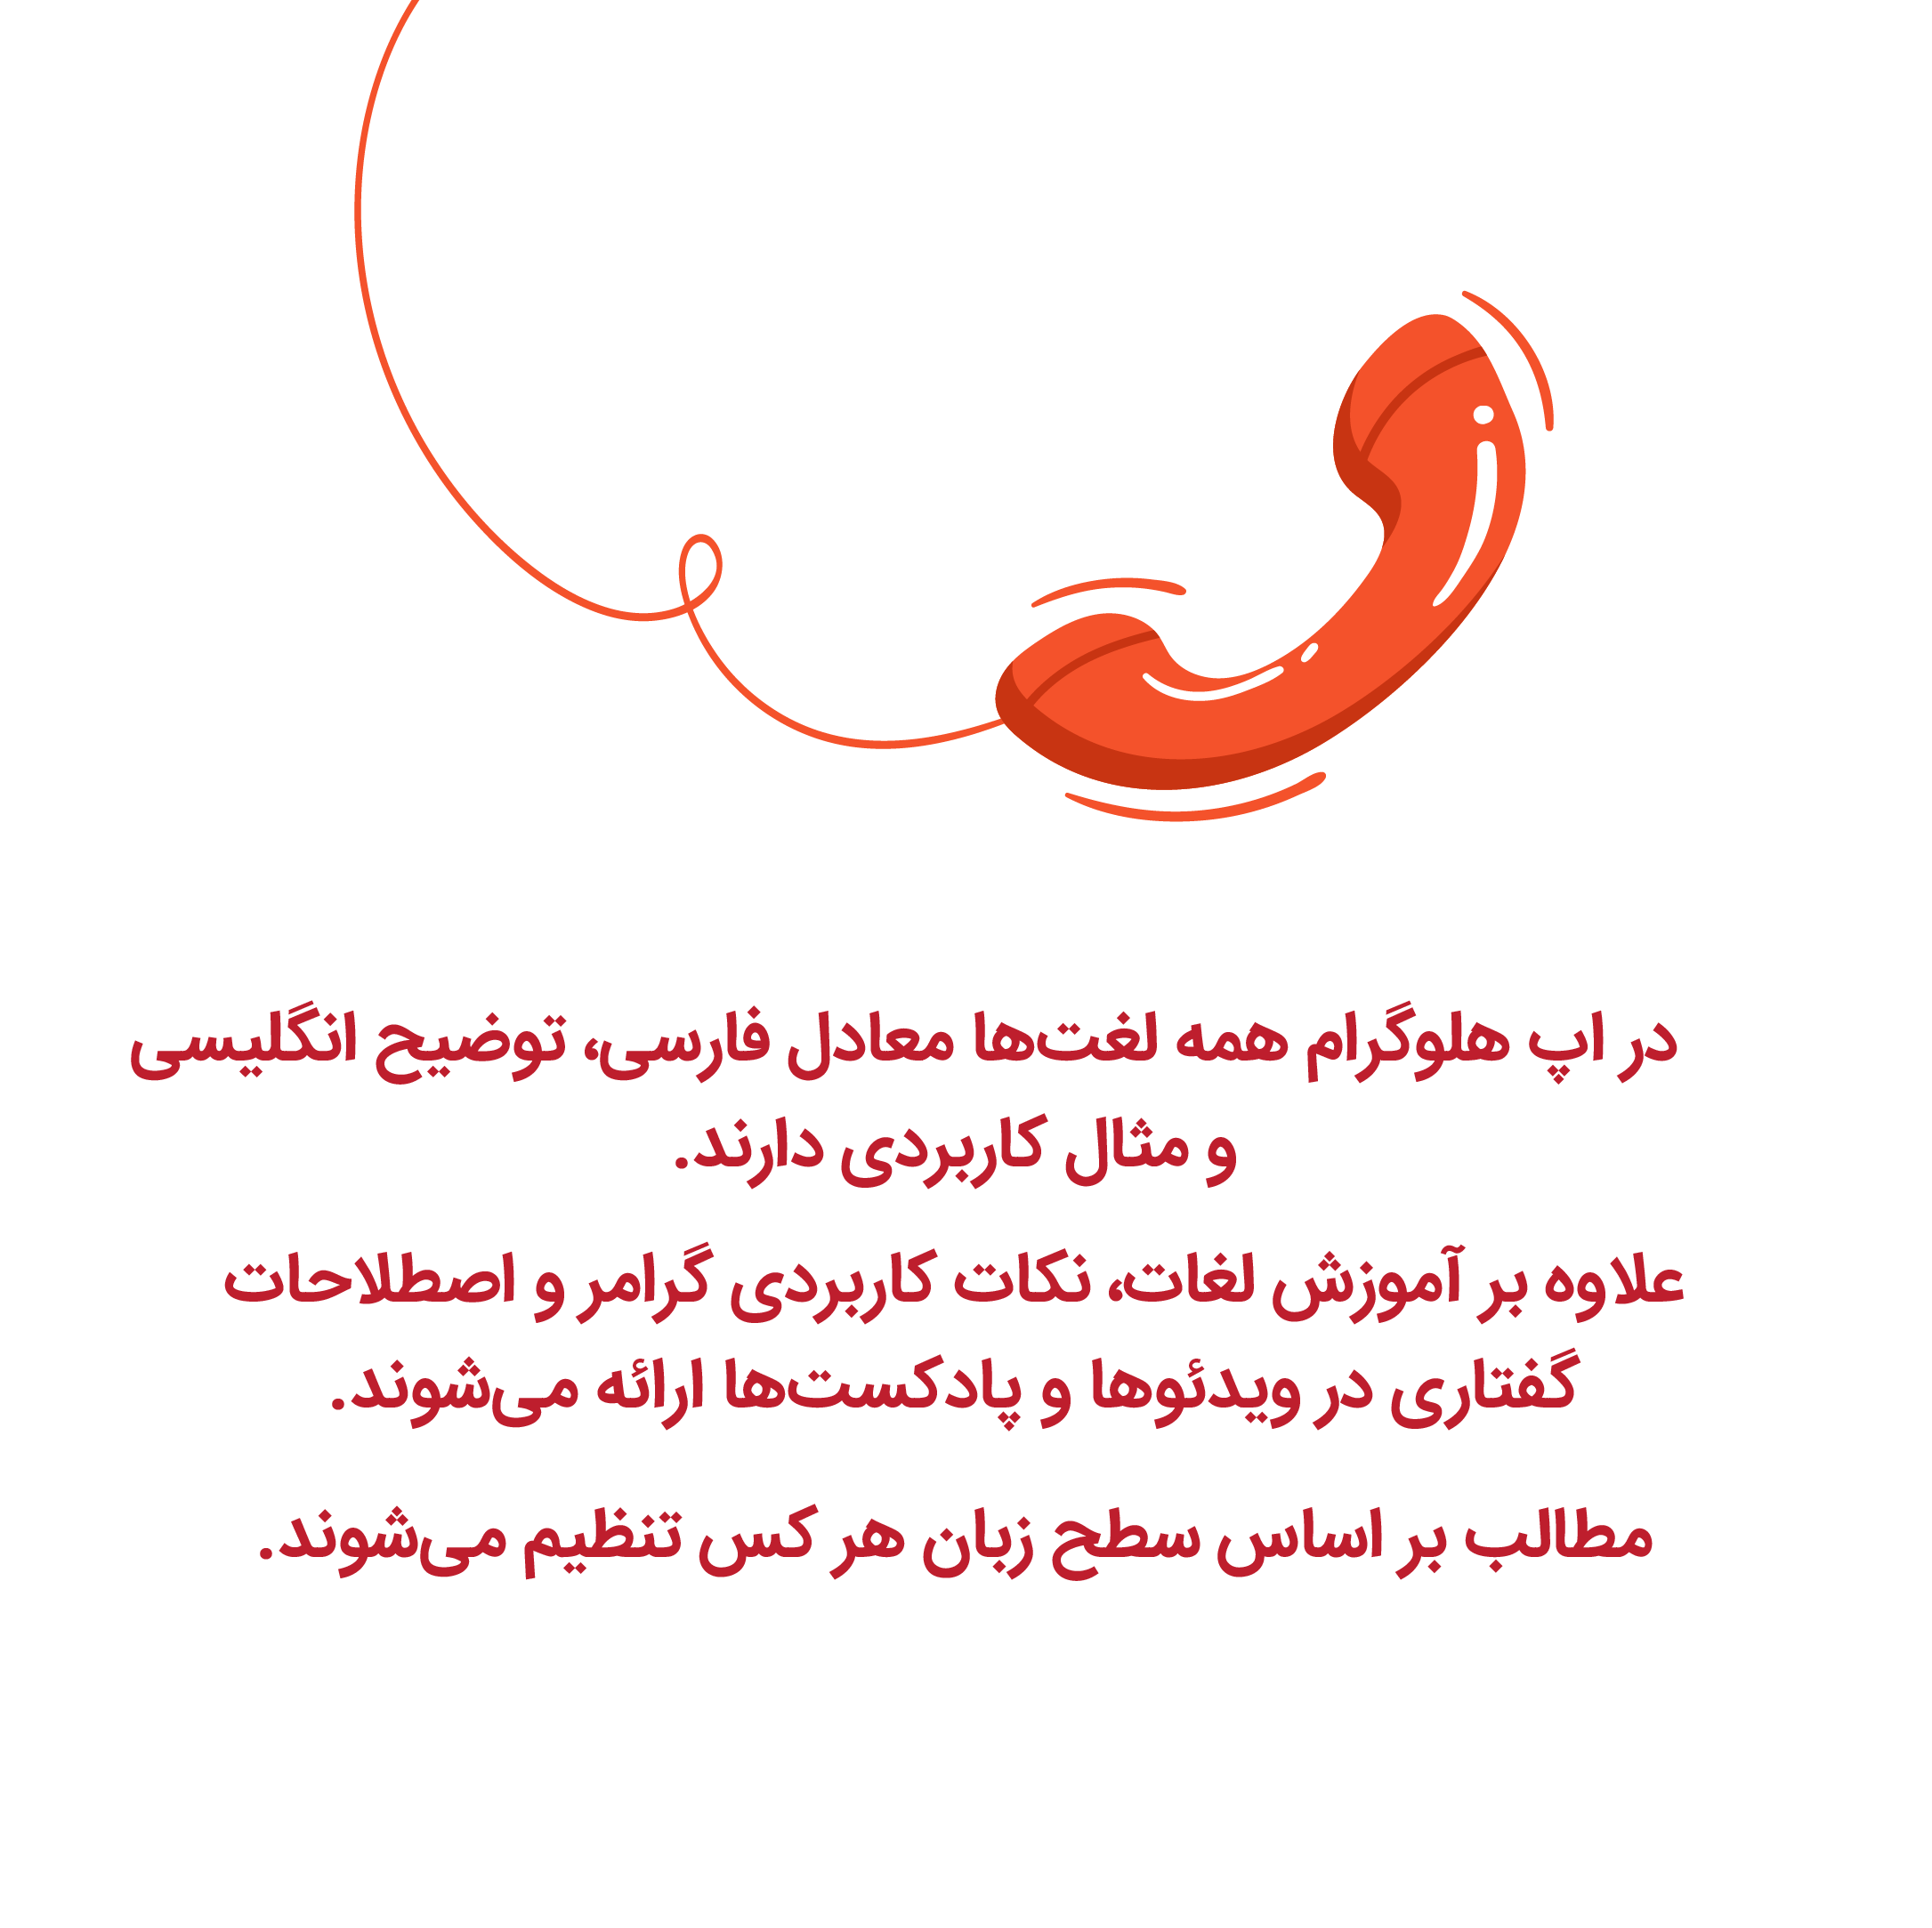 در اپ هلوگرام همه لغت‌ها معادل فارسی، توضیح انگلیسی
و مثال کاربردی دارند.
علاوه بر آموزش لغات، نکات کاربردی گرامر و اصطلاحات
گفتاری در ویدئوها و پادکست‌ها ارائه می‌شوند.
مطالب بر اساس سطح زبان هر کس تنظیم می‌شوند.